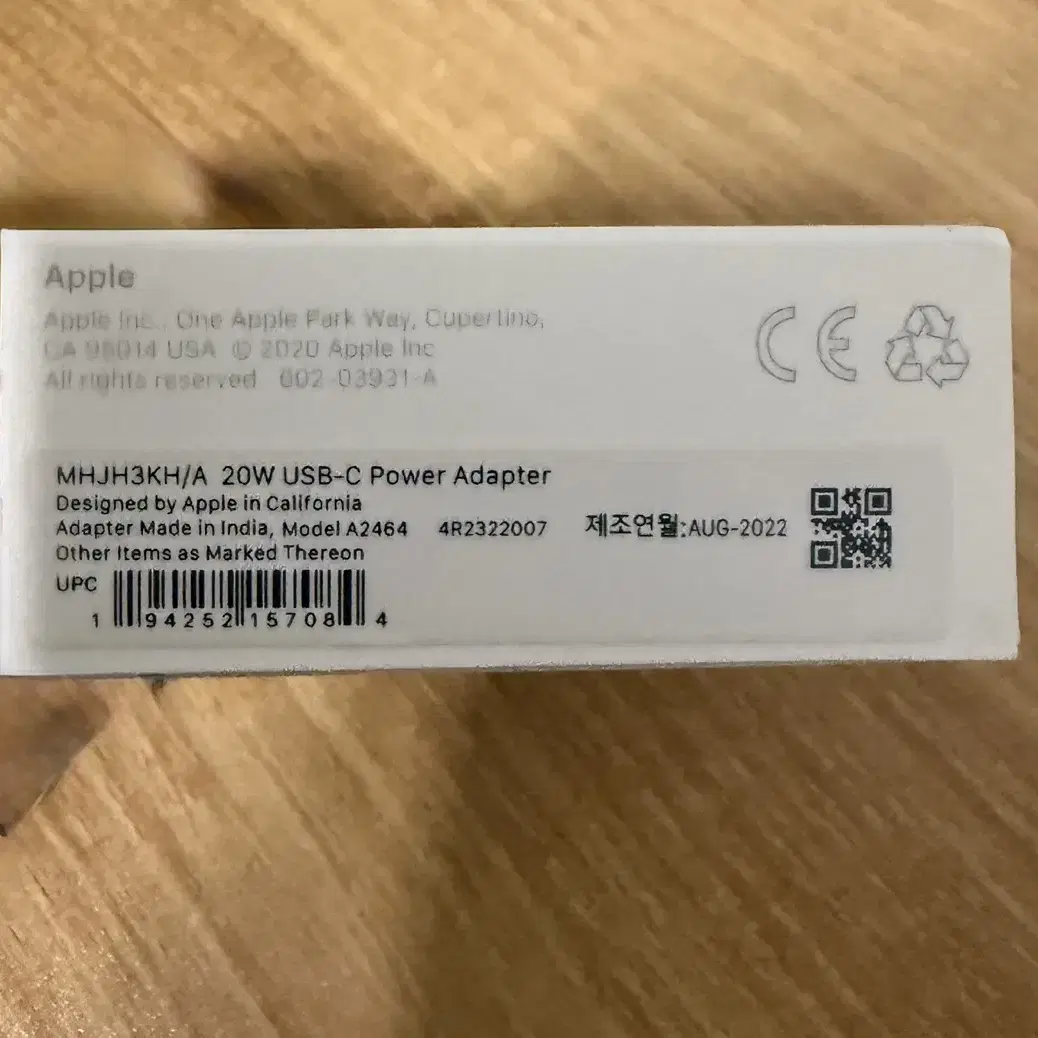 Apple
Apple Inc., One Apple Park Way, Cupertino,
CA 95014 USA © 2020 Apple Inc
All rights reserved 602-03931-A
MHJH3KH/A 20W USB-C Power Adapter
Designed by Apple in California
Adapter Made in India, Model A2464 4R2322007 제조연월:AUG-2022
Other Items as Marked Thereon
UPC
1 94252 15708 4